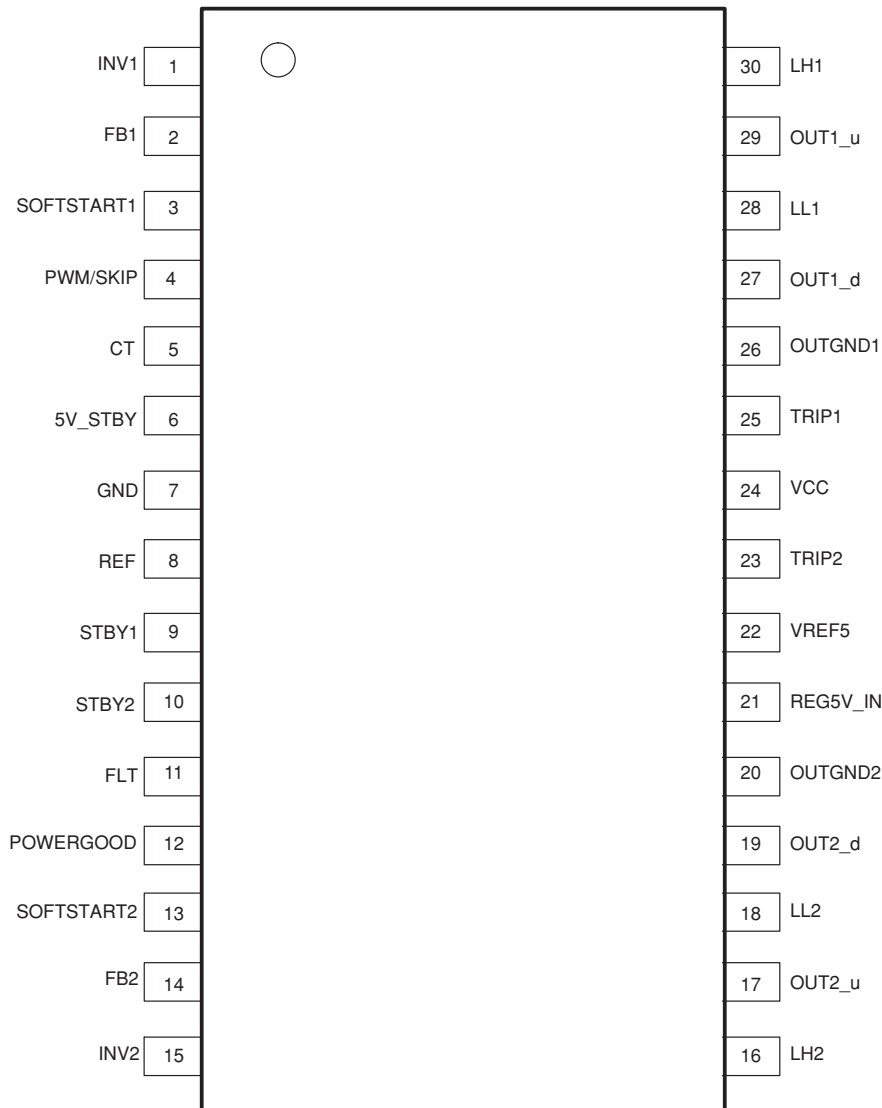 INV1 1 30 LH1
FB1 2 29 OUT1_u
SOFTSTART1 3 28 LL1
PWM/SKIP 4 27 OUT1_d
CT 5 26 OUTGND1
5V_STBY 6 25 TRIP1
GND 7 24 VCC
REF 8 23 TRIP2
STBY1 9 22 VREF5
STBY2 10 21 REG5V_IN
FLT 11 20 OUTGND2
POWERGOOD 12 19 OUT2_d
SOFTSTART2 13 18 LL2
FB2 14 17 OUT2_u
INV2 15 16 LH2